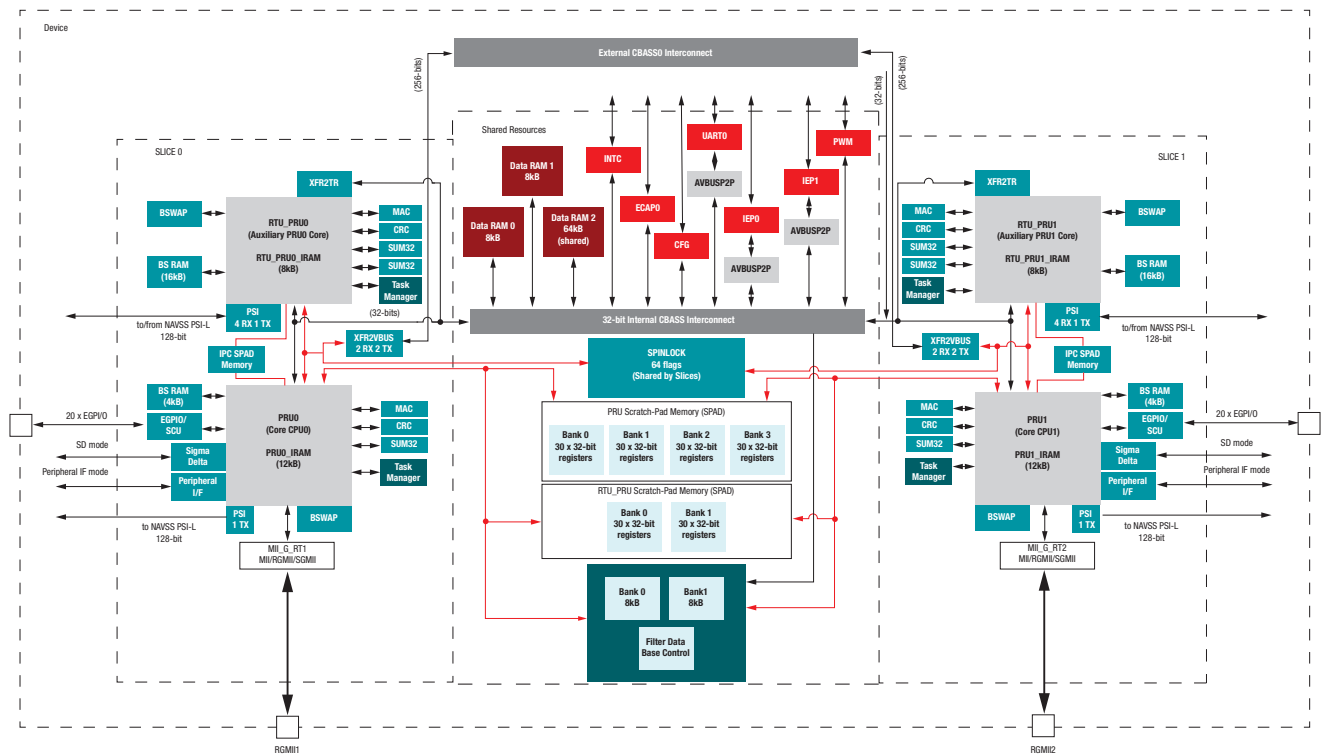 Device
External CBASS0 Interconnect
(256-bits)
(32-bits)
(256-bits)
Shared Resources
SLICE 0
XFR2TR
BSWAP
RTU_PRU0
(Auxiliary PRU0 Core)
RTU_PRU0_IRAM
(8kB)
MAC
CRC
SUM32
SUM32
Task
Manager
BS RAM
(16kB)
PSI
4 RX 1 TX
to/from NAVSS PSI-L
128-bit
(32-bits)
XFR2VBUS
2 RX 2 TX
IPC SPAD
Memory
BS RAM
(4kB)
EGPIO/
SCU
20 x EGPI/O
SD mode
Sigma
Delta
Peripheral IF mode
Peripheral
I/F
PRU0
(Core CPU0)
PRU0_IRAM
(12kB)
MAC
CRC
SUM32
Task
Manager
PSI
1 TX
BSWAP
to NAVSS PSI-L
128-bit
MII_G_RT1
MII/RGMII/SGMII
RGMII1
Data RAM 1
8kB
Data RAM 0
8kB
Data RAM 2
64kB
(shared)
INTC
ECAP0
CFG
UART0
AVBUSP2P
IEP0
AVBUSP2P
IEP1
AVBUSP2P
PWM
32-bit Internal CBASS Interconnect
SPINLOCK
64 flags
(Shared by Slices)
PRU Scratch-Pad Memory (SPAD)
Bank 0
30 x 32-bit
registers
Bank 1
30 x 32-bit
registers
Bank 2
30 x 32-bit
registers
Bank 3
30 x 32-bit
registers
RTU_PRU Scratch-Pad Memory (SPAD)
Bank 0
30 x 32-bit
registers
Bank 1
30 x 32-bit
registers
Bank 0
8kB
Bank1
8kB
Filter Data
Base Control
SLICE 1
XFR2TR
MAC
CRC
SUM32
SUM32
Task
Manager
RTU_PRU1
(Auxiliary PRU1 Core)
RTU_PRU1_IRAM
(8kB)
BSWAP
BS RAM
(16kB)
PSI
4 RX 1 TX
to/from NAVSS PSI-L
128-bit
XFR2VBUS
2 RX 2 TX
IPC SPAD
Memory
MAC
CRC
SUM32
Task
Manager
PRU1
(Core CPU1)
PRU1_IRAM
(12kB)
BS RAM
(4kB)
EGPIO/
SCU
20 x EGPI/O
SD mode
Sigma
Delta
Peripheral IF mode
Peripheral
I/F
BSWAP
PSI
1 TX
to NAVSS PSI-L
128-bit
MII_G_RT2
MII/RGMII/SGMII
RGMII2